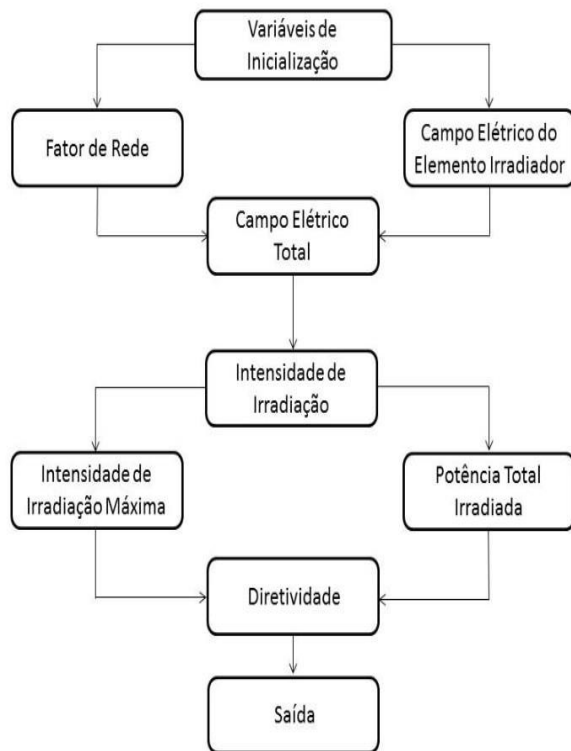 Variáveis de
Inicialização
Fator de Rede
Campo Elétrico do
Elemento Irradiador
Campo Elétrico
Total
Intensidade de
Irradiação
Intensidade de
Irradiação Máxima
Potência Total
Irradiada
Diretividade
Saída